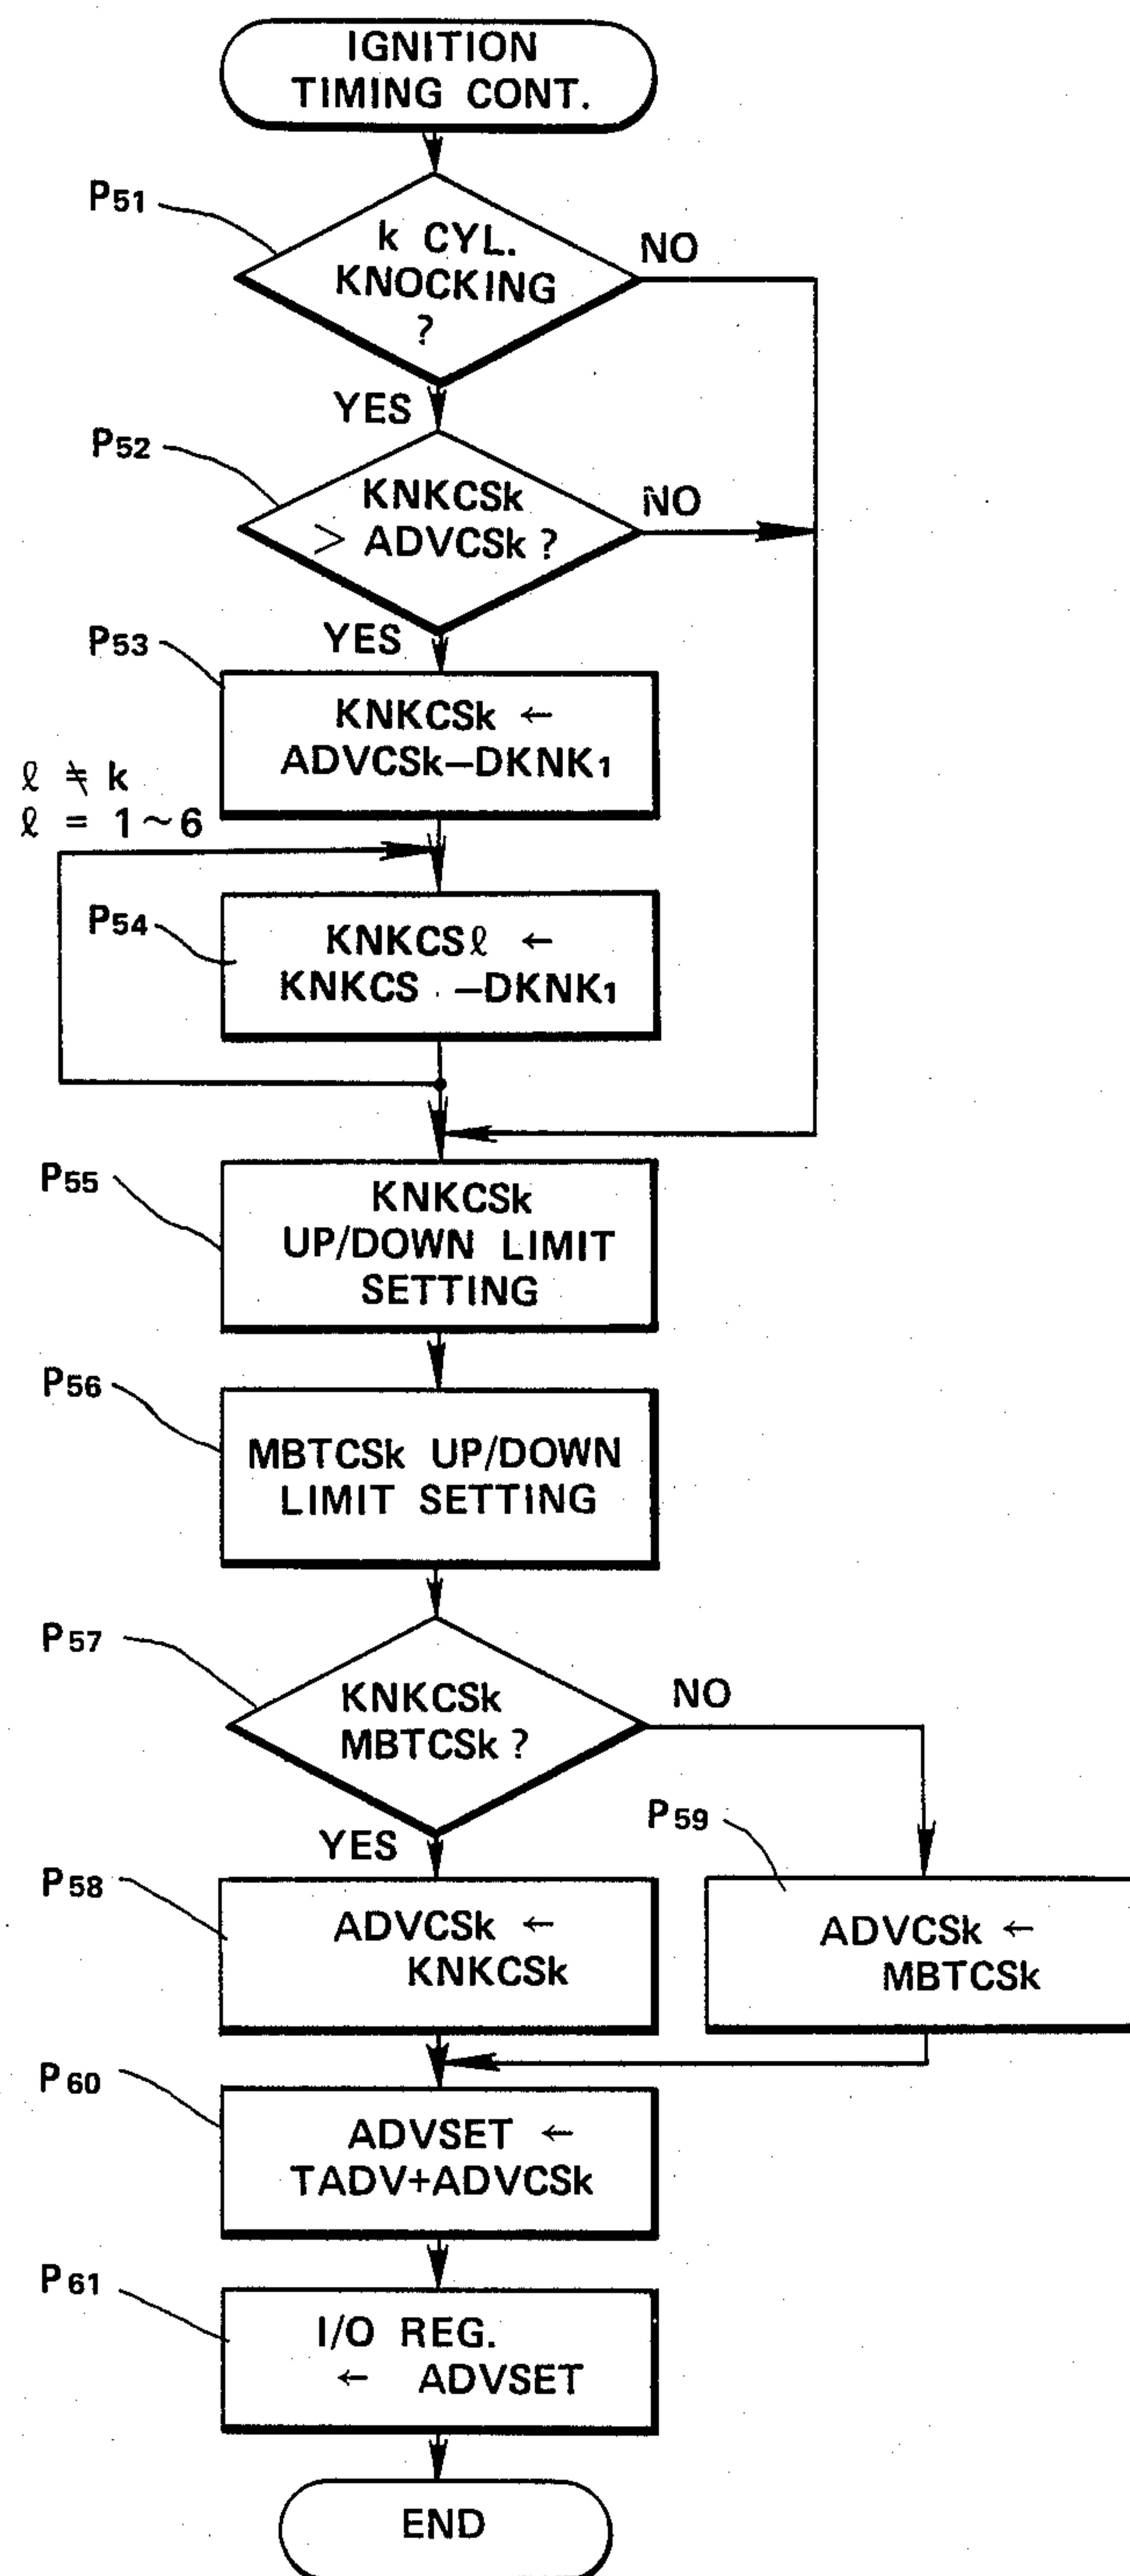 IGNITION
TIMING CONT.
P51
k CYL.
KNOCKING
?
NO
YES
P52
KNKCSk
> ADVCSk ?
NO
YES
P53
KNKCSk ←
ADVCSk–DKNK1
ℓ ≠ k
ℓ = 1~6
P54
KNKCSℓ ←
KNKCS –DKNK1
P55
KNKCSk
UP/DOWN LIMIT
SETTING
P56
MBTCSk UP/DOWN
LIMIT SETTING
P57
KNKCSk
MBTCSk ?
NO
YES
P58
ADVCSk ←
KNKCSk
P59
ADVCSk ←
MBTCSk
P60
ADVSET ←
TADV+ADVCSk
P61
I/O REG.
← ADVSET
END